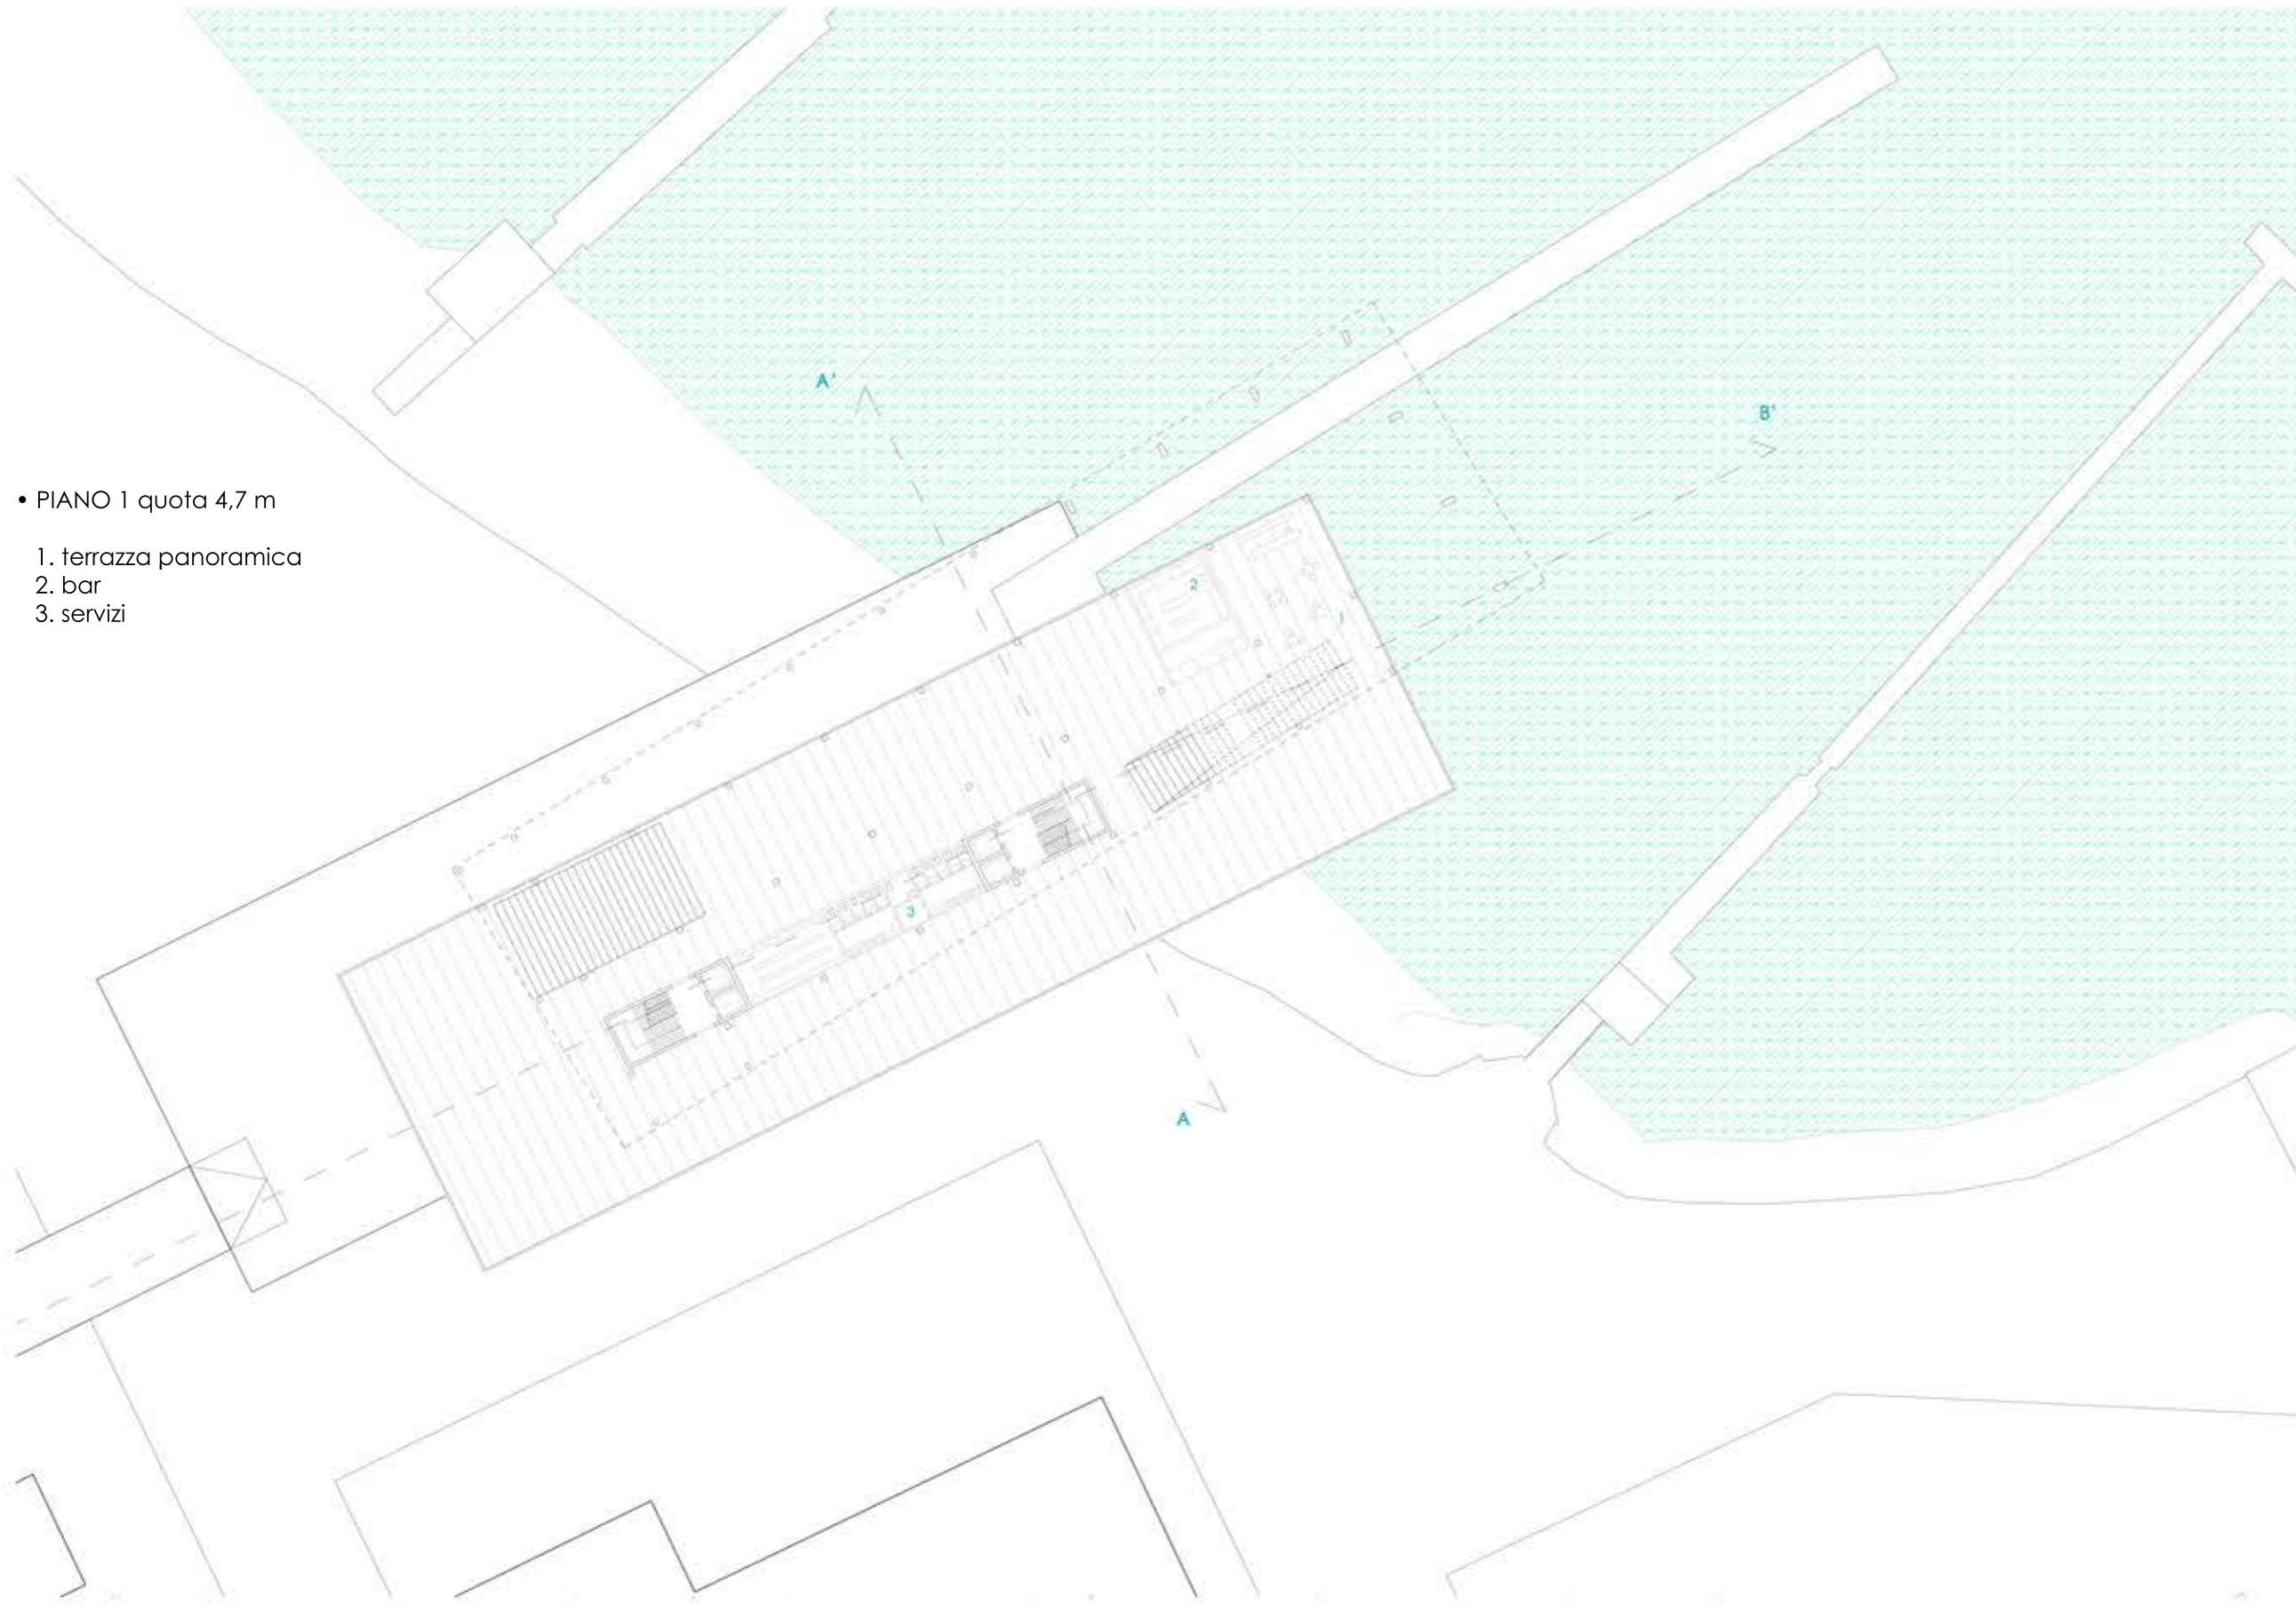 A'
B'
• PIANO 1 quota 4,7 m
1. terrazza panoramica
2. bar
3. servizi
2
1
3
A